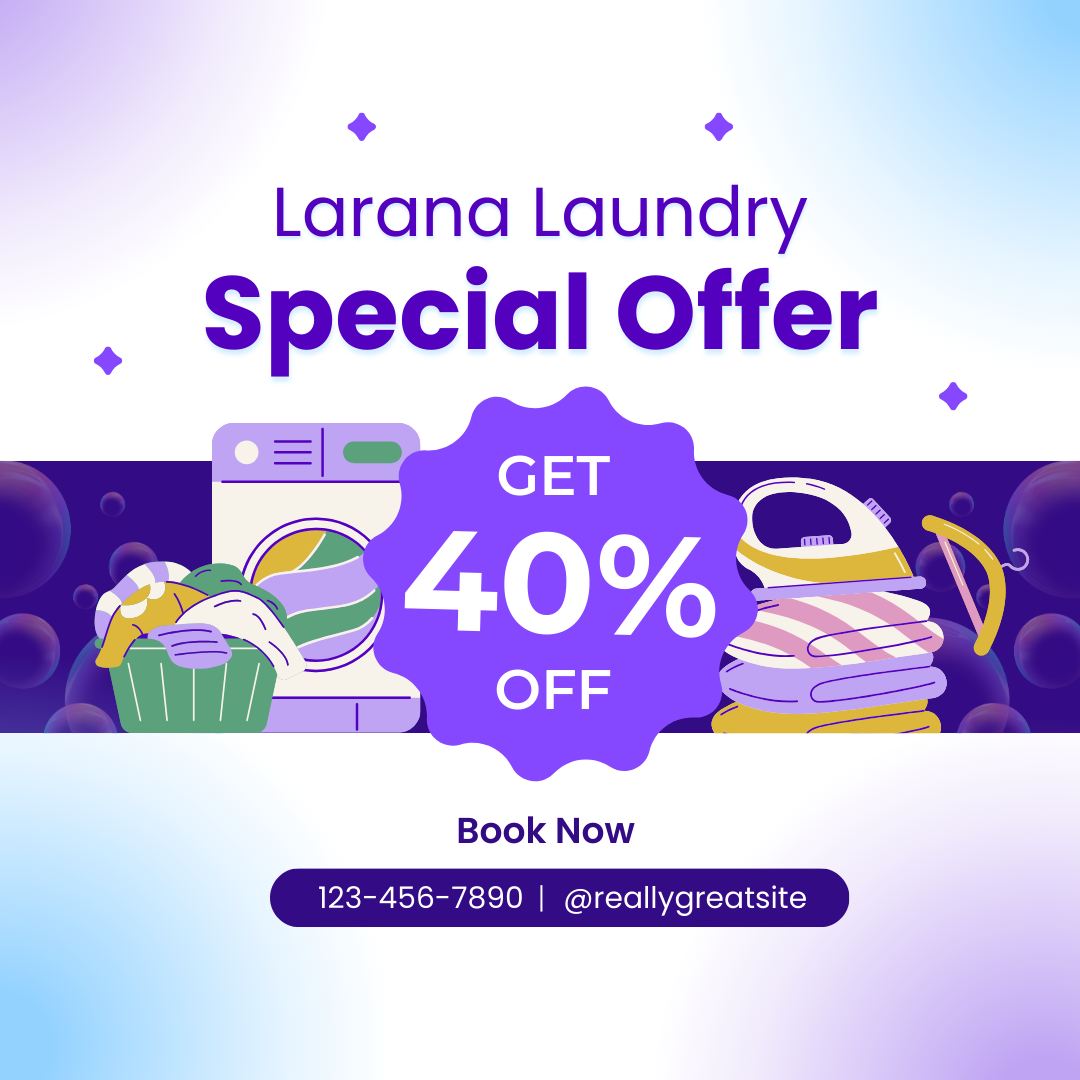 Larana Laundry
Special Offer
GET
40%
OFF
Book Now
123-456-7890 | @reallygreatsite